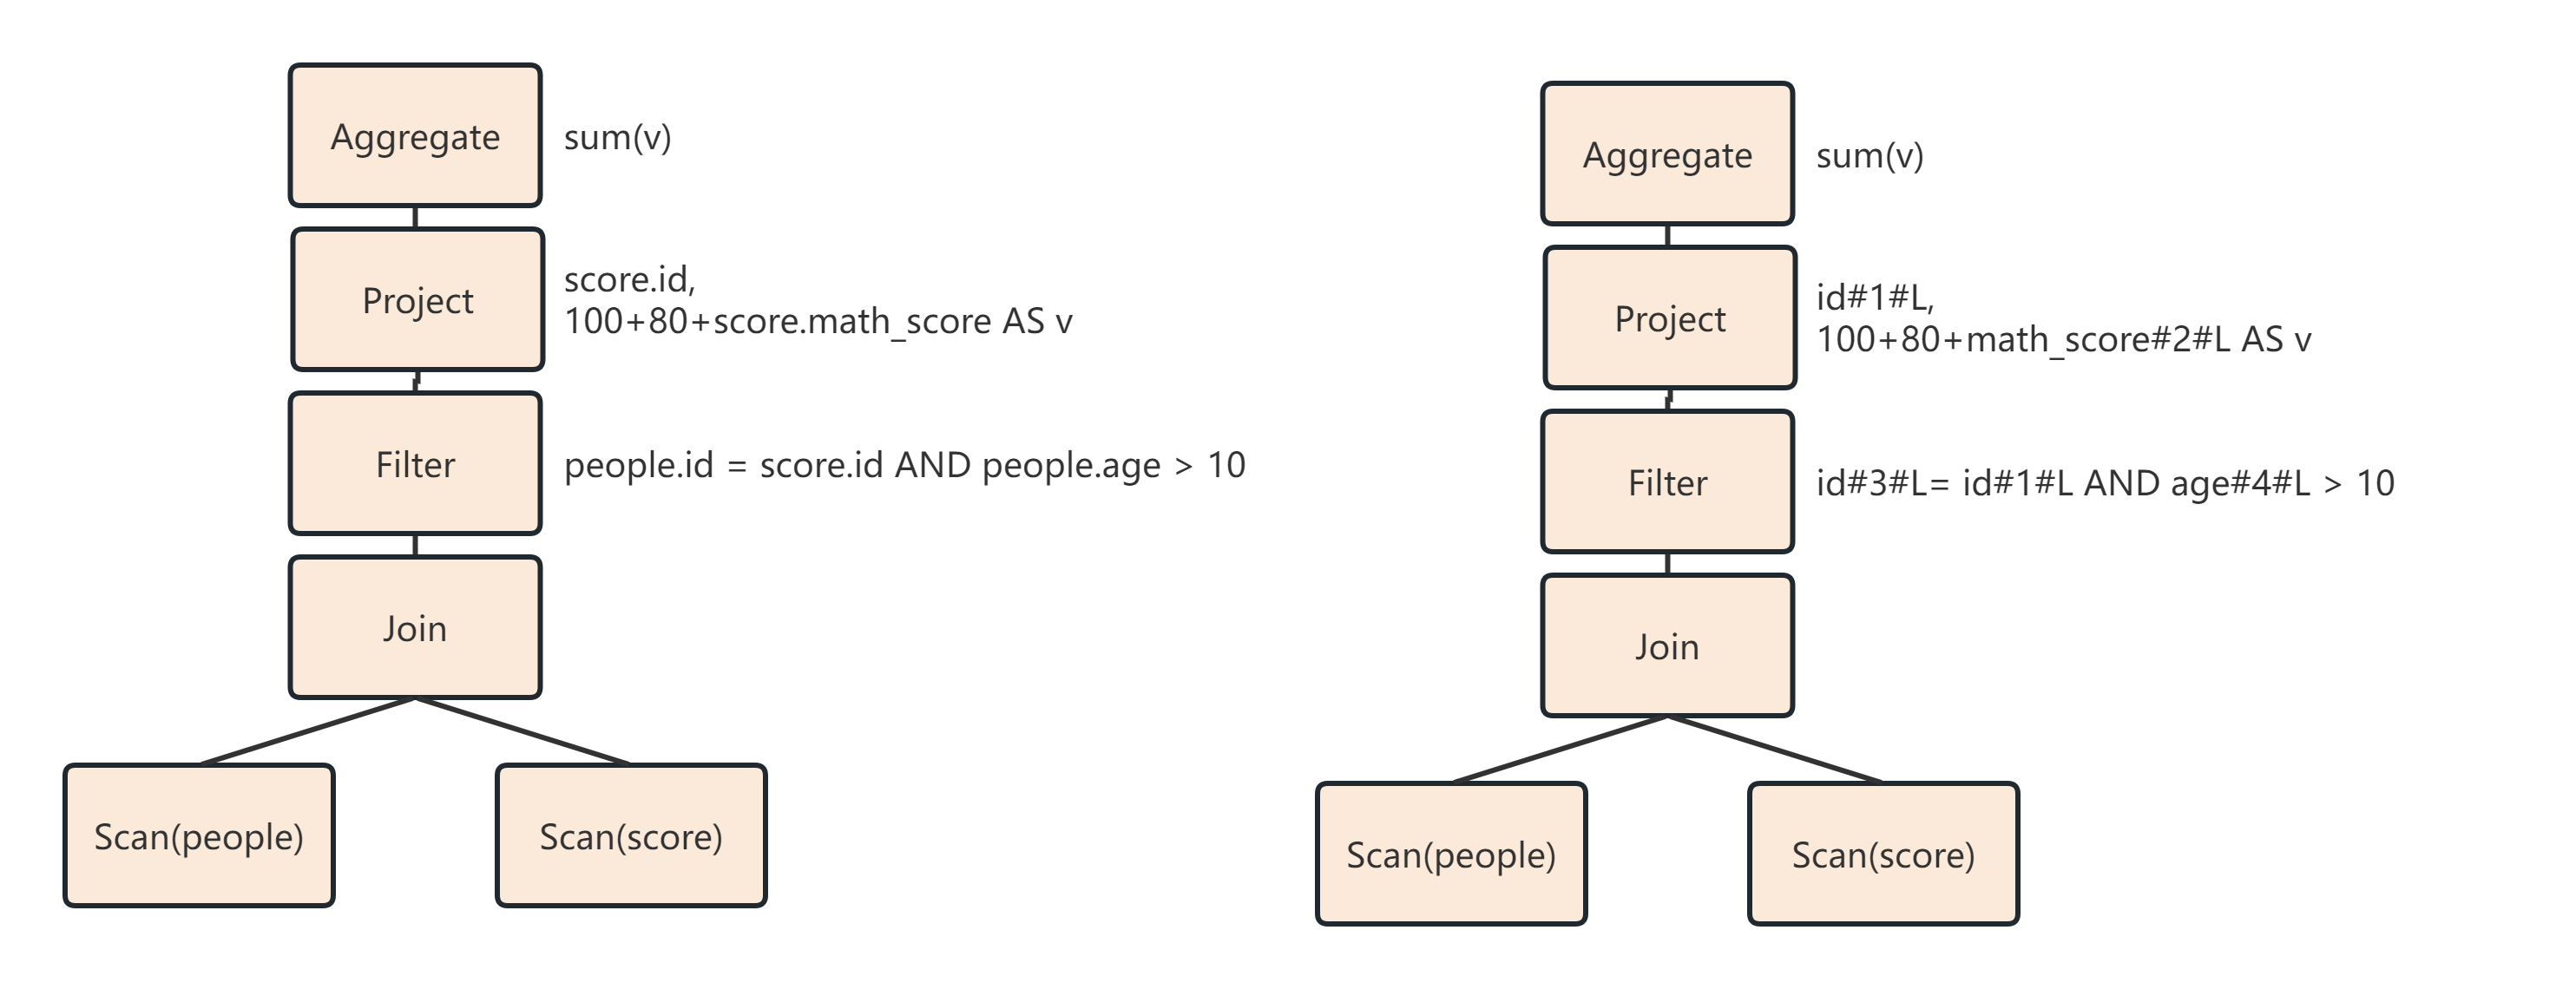 Aggregate
sum(v)
Project
score.id,
100+80+score.math_score AS v
Filter
people.id = score.id AND people.age > 10
Join
Scan(people)
Scan(score)
Aggregate
sum(v)
Project
id#1#L,
100+80+math_score#2#L AS v
Filter
id#3#L= id#1#L AND age#4#L > 10
Join
Scan(people)
Scan(score)